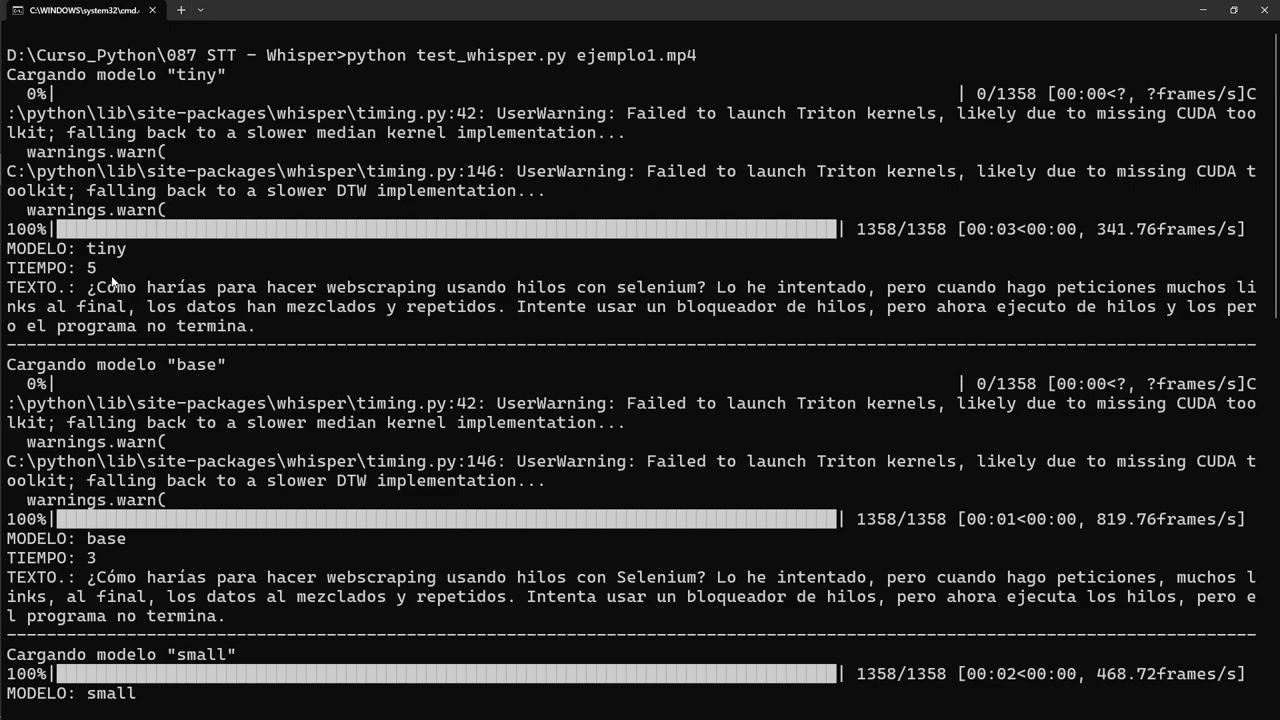 C:\WINDOWS\system32\cmd.
D:\Curso_Python\087 STT - Whisper>python test_whisper.py ejemplo1.mp4
Cargando modelo "tiny"
0%| | 0/1358 [00:00<?, ?frames/s]C
:\python\lib\site-packages\whisper\timing.py:42: UserWarning: Failed to launch Triton kernels, likely due to missing CUDA too
lkit; falling back to a slower median kernel implementation...
warnings.warn(
C:\python\lib\site-packages\whisper\timing.py:146: UserWarning: Failed to launch Triton kernels, likely due to missing CUDA t
oolkit; falling back to a slower DTW implementation...
warnings.warn(
100%| | 1358/1358 [00:03<00:00, 341.76frames/s]
MODELO: tiny
TIEMPO: 5
TEXTO.: ¿Cómo harías para hacer webscraping usando hilos con selenium? Lo he intentado, pero cuando hago peticiones muchos li
nks al final, los datos han mezclados y repetidos. Intente usar un bloqueador de hilos, pero ahora ejecuto de hilos y los per
o el programa no termina.
-----------------------------------------------------------------------------------------------------------------------------
Cargando modelo "base"
0%| | 0/1358 [00:00<?, ?frames/s]C
:\python\lib\site-packages\whisper\timing.py:42: UserWarning: Failed to launch Triton kernels, likely due to missing CUDA too
lkit; falling back to a slower median kernel implementation...
warnings.warn(
C:\python\lib\site-packages\whisper\timing.py:146: UserWarning: Failed to launch Triton kernels, likely due to missing CUDA t
oolkit; falling back to a slower DTW implementation...
warnings.warn(
100%| | 1358/1358 [00:01<00:00, 819.76frames/s]
MODELO: base
TIEMPO: 3
TEXTO.: ¿Cómo harías para hacer webscraping usando hilos con Selenium? Lo he intentado, pero cuando hago peticiones, muchos l
inks, al final, los datos al mezclados y repetidos. Intenta usar un bloqueador de hilos, pero ahora ejecuta los hilos, pero e
l programa no termina.
-----------------------------------------------------------------------------------------------------------------------------
Cargando modelo "small"
100%| | 1358/1358 [00:02<00:00, 468.72frames/s]
MODELO: small